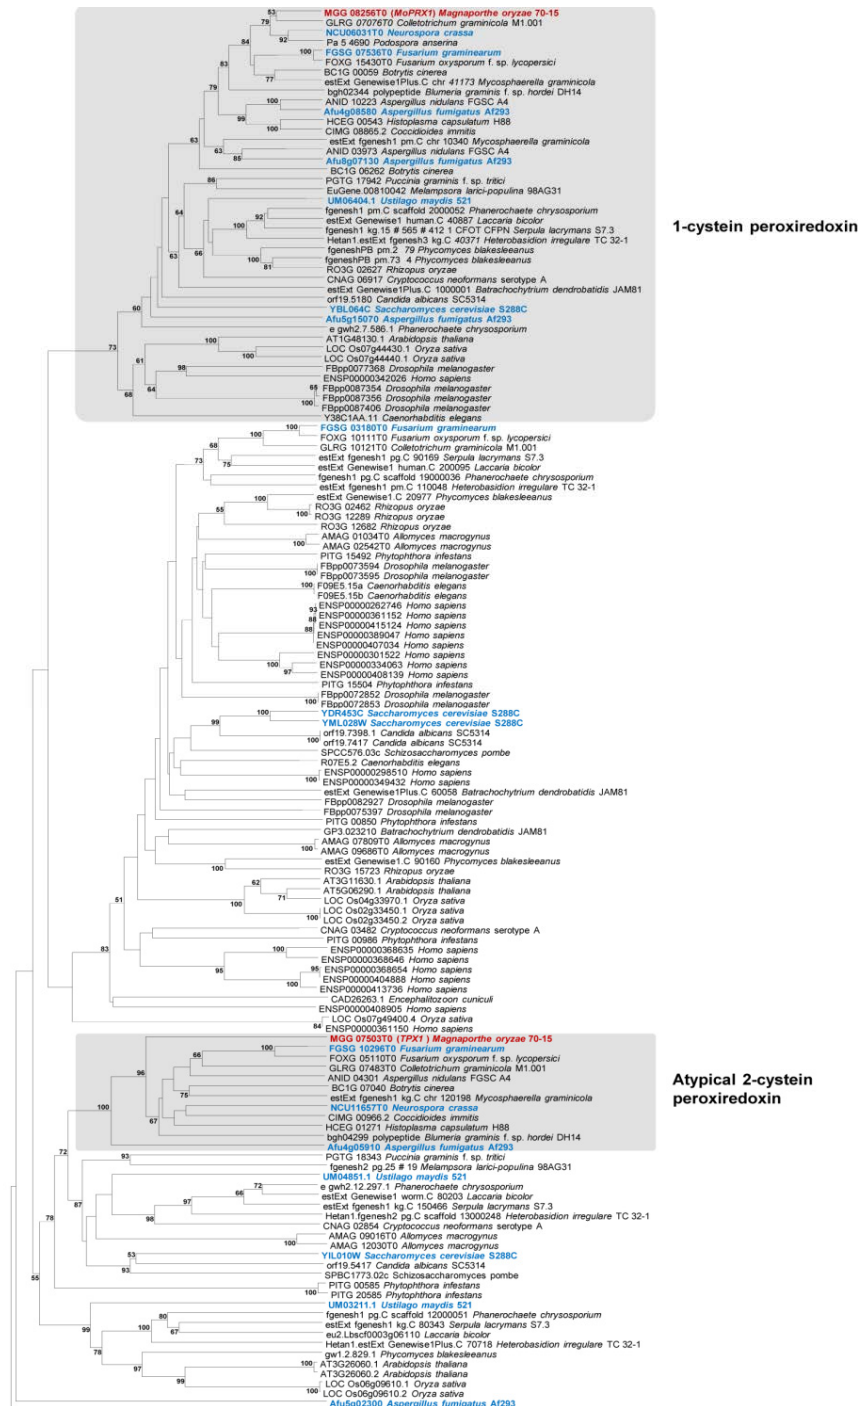 MGG 08256T0 (MoPRX1) Magnaporthe oryzae 70-15
GLRG 07076T0 Colletotrichum graminicola M1.001
NCU06031T0 Neurospora crassa
Pa 5 4690 Podospora anserina
FGSG 07536T0 Fusarium graminearum
FOXG 15430T0 Fusarium oxysporum f. sp. lycopersici
BC1G 00059 Botrytis cinerea
estExt Genewise1Plus.C chr 41173 Mycosphaerella graminicola
bgh02344 polypeptide Blumeria graminis f. sp. hordei DH14
ANID 10223 Aspergillus nidulans FGSC A4
Afu4g08580 Aspergillus fumigatus Af293
HCEG 00543 Histoplasma capsulatum H88
CIMG 08865.2 Coccidioides immitis
estExt fgenesh1 pm.C chr 10340 Mycosphaerella graminicola
ANID 03973 Aspergillus nidulans FGSC A4
Afu8g07130 Aspergillus fumigatus Af293
BC1G 06262 Botrytis cinerea
PGTG 17942 Puccinia graminis f. sp. tritici
EuGene.00810042 Melampsora larici-populina 98AG31
UM06404.1 Ustilago maydis 521
fgenesh1 pm.C scaffold 2000052 Phanerochaete chrysosporium
estExt Genewise1 human.C 40887 Laccaria bicolor
fgenesh1 kg.15 # 565 # 412 1 CFOT CFPN Serpula lacrymans S7.3
Hetan1.estExt fgenesh3 kg.C 40371 Heterobasidion irregulare TC 32-1
fgeneshPB pm.2 79 Phycomyces blakesleeanus
fgeneshPB pm.73 4 Phycomyces blakesleeanus
RO3G 02627 Rhizopus oryzae
CNAG 06917 Cryptococcus neoformans serotype A
estExt Genewise1Plus.C 1000001 Batrachochytrium dendrobatidis JAM81
orf19.5180 Candida albicans SC5314
YBL064C Saccharomyces cerevisiae S288C
Afu5g15070 Aspergillus fumigatus Af293
e gwh2.7.586.1 Phanerochaete chrysosporium
AT1G48130.1 Arabidopsis thaliana
LOC Os07g44430.1 Oryza sativa
LOC Os07g44440.1 Oryza sativa
FBpp0077368 Drosophila melanogaster
ENSP00000342026 Homo sapiens
FBpp0087354 Drosophila melanogaster
FBpp0087356 Drosophila melanogaster
FBpp0087406 Drosophila melanogaster
Y38C1AA.11 Caenorhabditis elegans
1-cystein peroxiredoxin
FGSG 03180T0 Fusarium graminearum
FOXG 10111T0 Fusarium oxysporum f. sp. lycopersici
GLRG 10121T0 Colletotrichum graminicola M1.001
estExt fgenesh1 pg.C 90169 Serpula lacrymans S7.3
estExt Genewise1 human.C 200095 Laccaria bicolor
fgenesh1 pg.C scaffold 19000036 Phanerochaete chrysosporium
estExt fgenesh1 pm.C 110048 Heterobasidion irregulare TC 32-1
estExt Genewise1.C 20977 Phycomyces blakesleeanus
RO3G 02462 Rhizopus oryzae
RO3G 12289 Rhizopus oryzae
RO3G 12682 Rhizopus oryzae
AMAG 01034T0 Allomyces macrogynus
AMAG 02542T0 Allomyces macrogynus
PITG 15492 Phytophthora infestans
FBpp0073594 Drosophila melanogaster
FBpp0073595 Drosophila melanogaster
F09E5.15a Caenorhabditis elegans
F09E5.15b Caenorhabditis elegans
ENSP00000262746 Homo sapiens
ENSP00000361152 Homo sapiens
ENSP00000415124 Homo sapiens
ENSP00000389047 Homo sapiens
ENSP00000407034 Homo sapiens
ENSP00000301522 Homo sapiens
ENSP00000334063 Homo sapiens
ENSP00000408139 Homo sapiens
PITG 15504 Phytophthora infestans
FBpp0072852 Drosophila melanogaster
FBpp0072853 Drosophila melanogaster
YDR453C Saccharomyces cerevisiae S288C
YML028W Saccharomyces cerevisiae S288C
orf19.7398.1 Candida albicans SC5314
orf19.7417 Candida albicans SC5314
SPCC576.03c Schizosaccharomyces pombe
R07E5.2 Caenorhabditis elegans
ENSP00000298510 Homo sapiens
ENSP00000349432 Homo sapiens
estExt Genewise1Plus.C 60058 Batrachochytrium dendrobatidis JAM81
FBpp0082927 Drosophila melanogaster
FBpp0075397 Drosophila melanogaster
PITG 00850 Phytophthora infestans
GP3.023210 Batrachochytrium dendrobatidis JAM81
AMAG 07809T0 Allomyces macrogynus
AMAG 09686T0 Allomyces macrogynus
estExt Genewise1.C 90160 Phycomyces blakesleeanus
RO3G 15723 Rhizopus oryzae
AT3G11630.1 Arabidopsis thaliana
AT5G06290.1 Arabidopsis thaliana
LOC Os04g33970.1 Oryza sativa
LOC Os02g33450.1 Oryza sativa
LOC Os02g33450.2 Oryza sativa
CNAG 03482 Cryptococcus neoformans serotype A
PITG 00986 Phytophthora infestans
ENSP00000368635 Homo sapiens
ENSP00000368646 Homo sapiens
ENSP00000368654 Homo sapiens
ENSP00000404888 Homo sapiens
ENSP00000413736 Homo sapiens
CAD26263.1 Encephalitozoon cuniculi
ENSP00000408905 Homo sapiens
LOC Os07g49400.4 Oryza sativa
ENSP00000361150 Homo sapiens
MGG 07503T0 (TPX1) Magnaporthe oryzae 70-15
FGSG 10296T0 Fusarium graminearum
FOXG 05110T0 Fusarium oxysporum f. sp. lycopersici
GLRG 07483T0 Colletotrichum graminicola M1.001
ANID 04301 Aspergillus nidulans FGSC A4
BC1G 07040 Botrytis cinerea
estExt fgenesh1 kg.C chr 120198 Mycosphaerella graminicola
NCU11657T0 Neurospora crassa
CIMG 00966.2 Coccidioides immitis
HCEG 01271 Histoplasma capsulatum H88
bgh04299 polypeptide Blumeria graminis f. sp. hordei DH14
Afu4g05910 Aspergillus fumigatus Af293
Atypical 2-cystein
peroxiredoxin
PGTG 18343 Puccinia graminis f. sp. tritici
fgenesh2 pg.25 # 19 Melampsora larici-populina 98AG31
UM04851.1 Ustilago maydis 521
e gwh2.12.297.1 Phanerochaete chrysosporium
estExt Genewise1 worm.C 80203 Laccaria bicolor
estExt fgenesh1 kg.C 150466 Serpula lacrymans S7.3
Hetan1.fgenesh2 pg.C scaffold 13000248 Heterobasidion irregulare TC 32-1
CNAG 02854 Cryptococcus neoformans serotype A
AMAG 09016T0 Allomyces macrogynus
AMAG 12030T0 Allomyces macrogynus
YIL010W Saccharomyces cerevisiae S288C
orf19.5417 Candida albicans SC5314
SPBC1773.02c Schizosaccharomyces pombe
PITG 00585 Phytophthora infestans
PITG 20585 Phytophthora infestans
UM03211.1 Ustilago maydis 521
fgenesh1 pg.C scaffold 12000051 Phanerochaete chrysosporium
estExt fgenesh1 kg.C 80343 Serpula lacrymans S7.3
eu2.Lbscf0003g06110 Laccaria bicolor
Hetan1.estExt Genewise1Plus.C 70718 Heterobasidion irregulare TC 32-1
gw1.2.829.1 Phycomyces blakesleeanus
AT3G26060.1 Arabidopsis thaliana
AT3G26060.2 Arabidopsis thaliana
LOC Os06g09610.1 Oryza sativa
LOC Os06g09610.2 Oryza sativa
Afu5g02300 Aspergillus fumigatus Af293